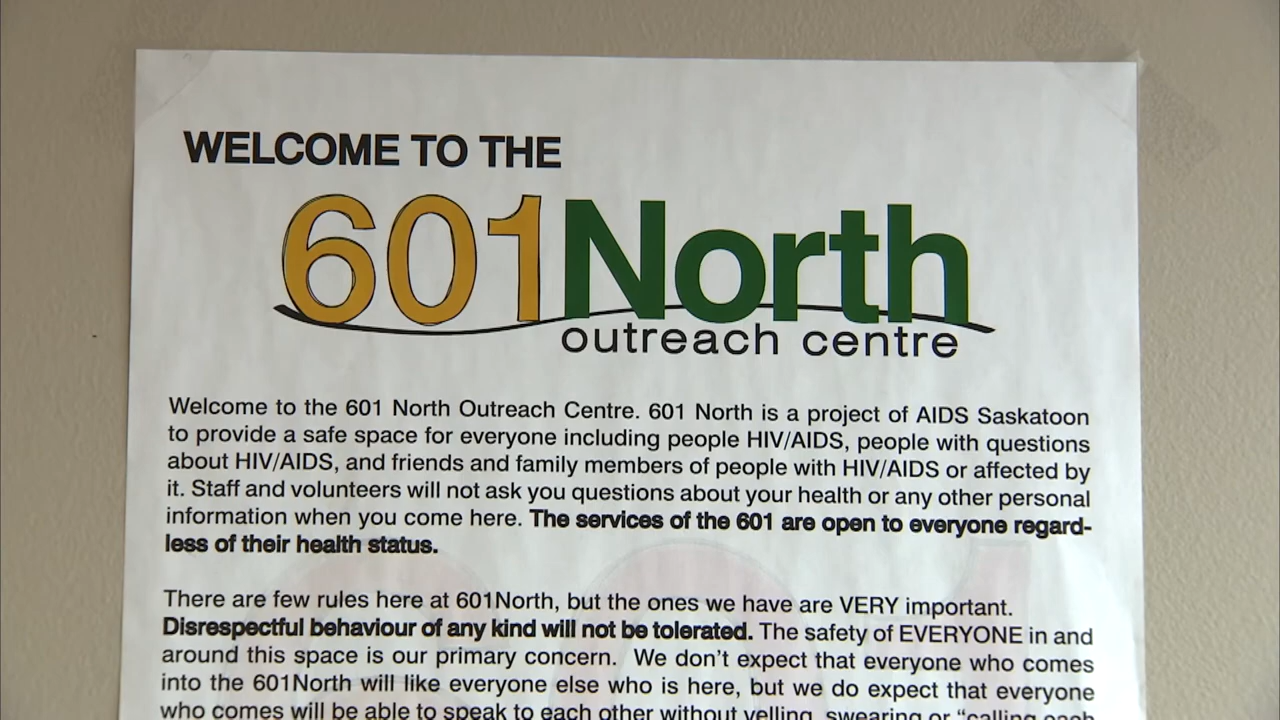 WELCOME TO THE
601North
outreach centre
Welcome to the 601 North Outreach Centre. 601 North is a project of AIDS Saskatoon
to provide a safe space for everyone including people HIV/AIDS, people with questions
about HIV/AIDS, and friends and family members of people with HIV/AIDS or affected by
it. Staff and volunteers will not ask you questions about your health or any other personal
information when you come here. The services of the 601 are open to everyone regard-
less of their health status.
There are few rules here at 601North, but the ones we have are VERY important.
Disrespectful behaviour of any kind will not be tolerated. The safety of EVERYONE in and
around this space is our primary concern.  We don't expect that everyone who comes
into the 601North will like everyone else who is here, but we do expect that everyone
who comes will be able to speak to each other without yelling, swearing or "calling each